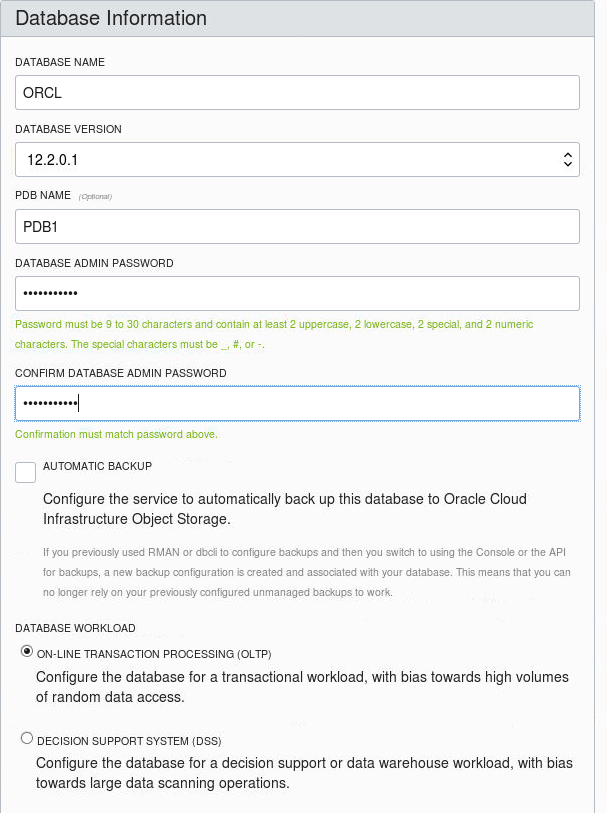 Database Information
DATABASE NAME
ORCL
DATABASE VERSION
12.2.0.1
PDB NAME (Optional)
PDB1
DATABASE ADMIN PASSWORD
•••••••••••
Password must be 9 to 30 characters and contain at least 2 uppercase, 2 lowercase, 2 special, and 2 numeric
characters. The special characters must be _, #, or -.
CONFIRM DATABASE ADMIN PASSWORD
•••••••••••
Confirmation must match password above.
AUTOMATIC BACKUP
Configure the service to automatically back up this database to Oracle Cloud
Infrastructure Object Storage.
If you previously used RMAN or dbcli to configure backups and then you switch to using the Console or the API
for backups, a new backup configuration is created and associated with your database. This means that you can
no longer rely on your previously configured unmanaged backups to work.
DATABASE WORKLOAD
ON-LINE TRANSACTION PROCESSING (OLTP)
Configure the database for a transactional workload, with bias towards high volumes
of random data access.
DECISION SUPPORT SYSTEM (DSS)
Configure the database for a decision support or data warehouse workload, with bias
towards large data scanning operations.